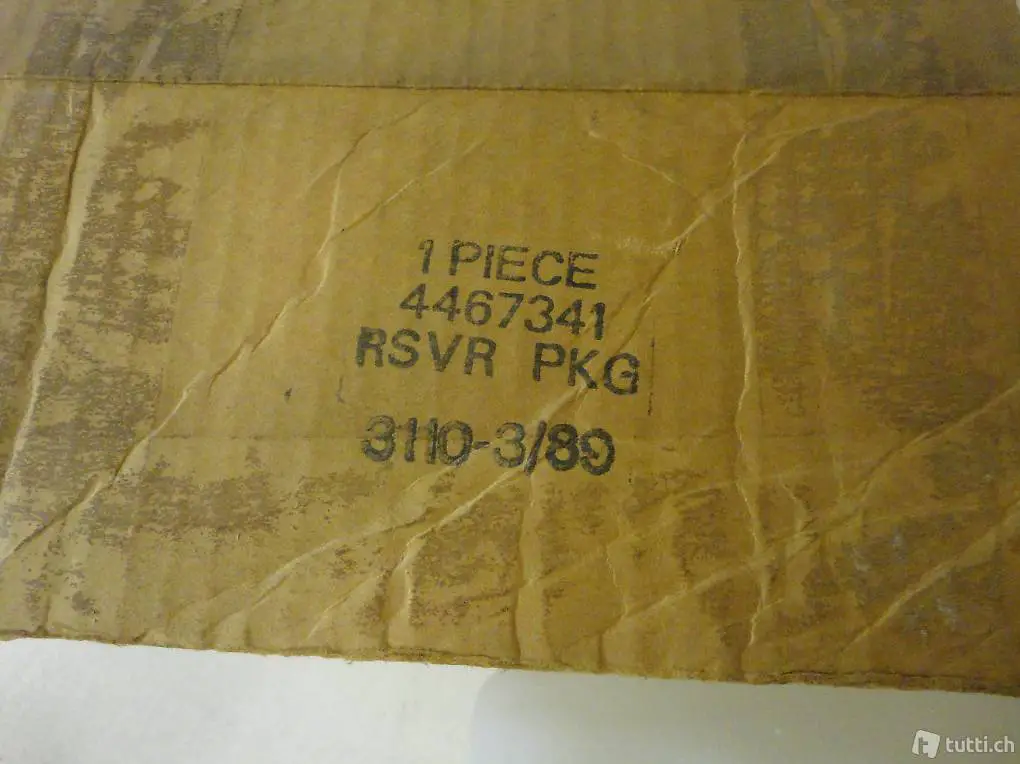 1 PIECE
4467341
RSVR PKG
3110-3/89
tutti.ch